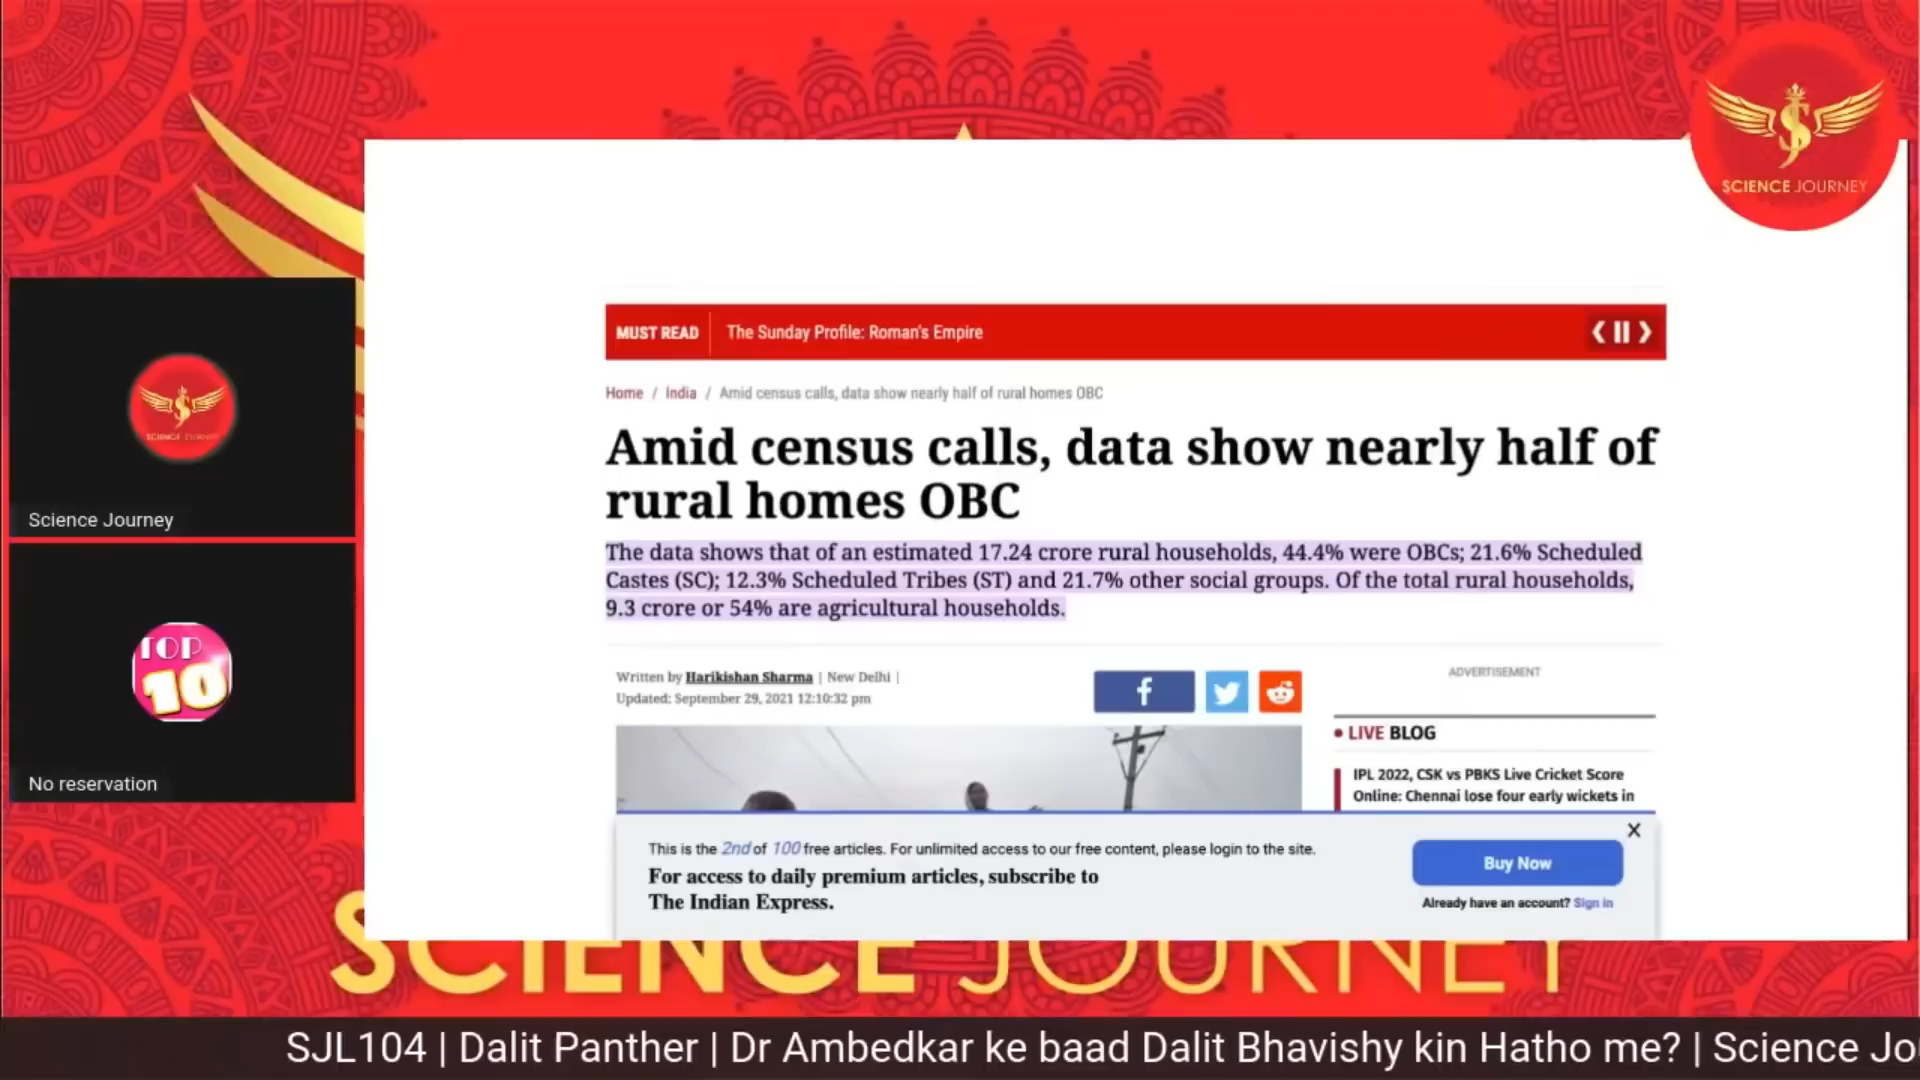 SCIENCE JOURNEY
MUST READ
The Sunday Profile: Roman's Empire
Home / India / Amid census calls, data show nearly half of rural homes OBC
Amid census calls, data show nearly half of
rural homes OBC
The data shows that of an estimated 17.24 crore rural households, 44.4% were OBCs; 21.6% Scheduled
Castes (SC); 12.3% Scheduled Tribes (ST) and 21.7% other social groups. Of the total rural households,
9.3 crore or 54% are agricultural households.
Written by Harikishan Sharma | New Delhi |
Updated: September 29, 2021 12:10:32 pm
ADVERTISEMENT
LIVE BLOG
IPL 2022, CSK vs PBKS Live Cricket Score
Online: Chennai lose four early wickets in
This is the 2nd of 100 free articles. For unlimited access to our free content, please login to the site.
For access to daily premium articles, subscribe to
The Indian Express.
X
Buy Now
Already have an account? Sign in
SCIENCE JOURNEY
Science Journey
TOP
10
No reservation
SCIENCE JOURNEY
SJL104 | Dalit Panther | Dr Ambedkar ke baad Dalit Bhavishy kin Hatho me? | Science Jo